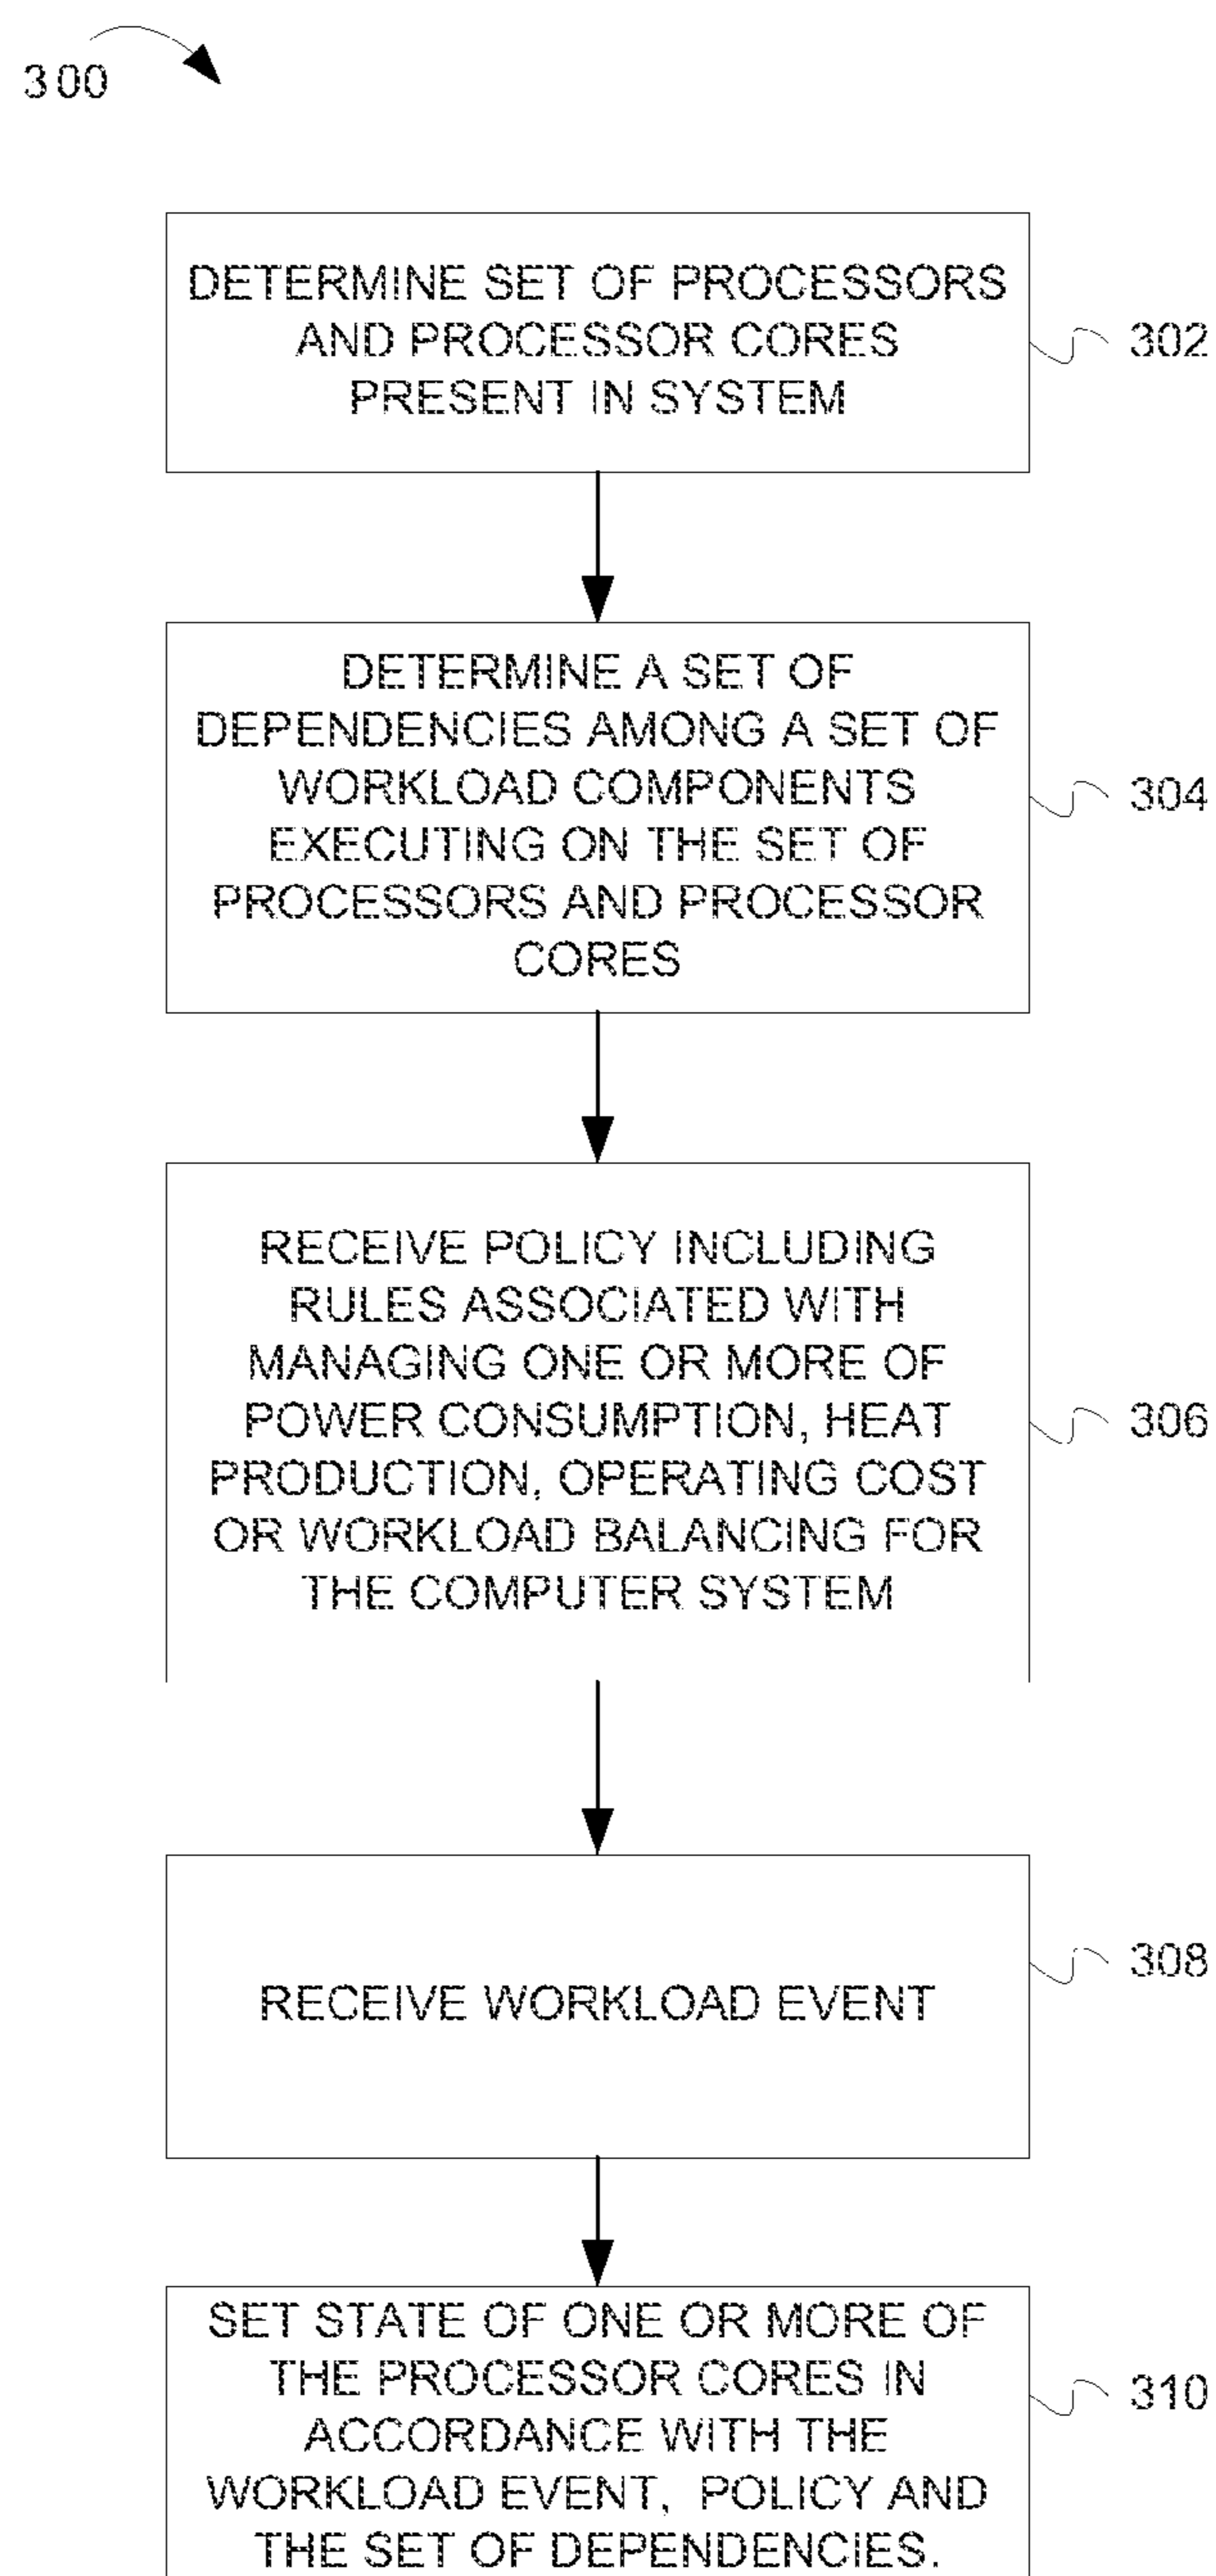 300
DETERMINE SET OF PROCESSORS
AND PROCESSOR CORES
PRESENT IN SYSTEM
302
DETERMINE A SET OF
DEPENDENCIES AMONG A SET OF
WORKLOAD COMPONENTS
EXECUTING ON THE SET OF
PROCESSORS AND PROCESSOR
CORES
304
RECEIVE POLICY INCLUDING
RULES ASSOCIATED WITH
MANAGING ONE OR MORE OF
POWER CONSUMPTION, HEAT
PRODUCTION, OPERATING COST
OR WORKLOAD BALANCING FOR
THE COMPUTER SYSTEM
306
RECEIVE WORKLOAD EVENT
308
SET STATE OF ONE OR MORE OF
THE PROCESSOR CORES IN
ACCORDANCE WITH THE
WORKLOAD EVENT, POLICY AND
THE SET OF DEPENDENCIES.
310